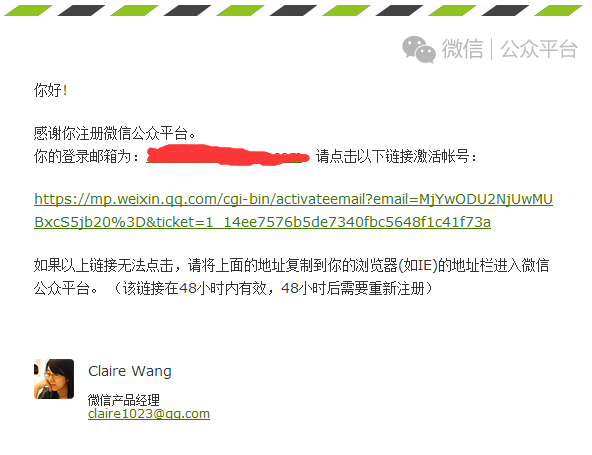 微信 | 公众平台
你好!
感谢你注册微信公众平台。
你的登录邮箱为: 请点击以下链接激活帐号:
https://mp.weixin.qq.com/cgi-bin/activateemail?email=MjYwODU2NjUwMU
BxcS5jb20%3D&ticket=1_14ee7576b5de7340fbc5648f1c41f73a
如果以上链接无法点击,请将上面的地址复制到你的浏览器(如IE)的地址栏进入微信
公众平台。 (该链接在48小时内有效,48小时后需要重新注册)
Claire Wang
微信产品经理
claire1023@qq.com